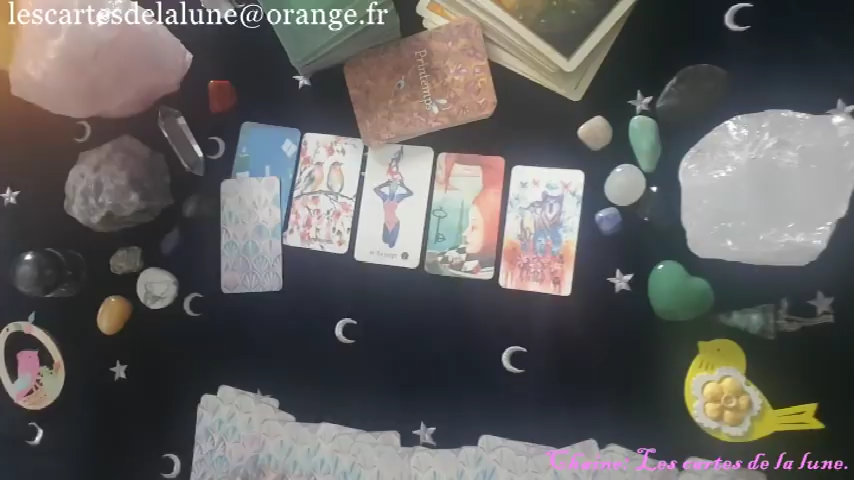 lescartesdelalune@orange.fr
Printemps
Chaine: Les cartes de la lune.